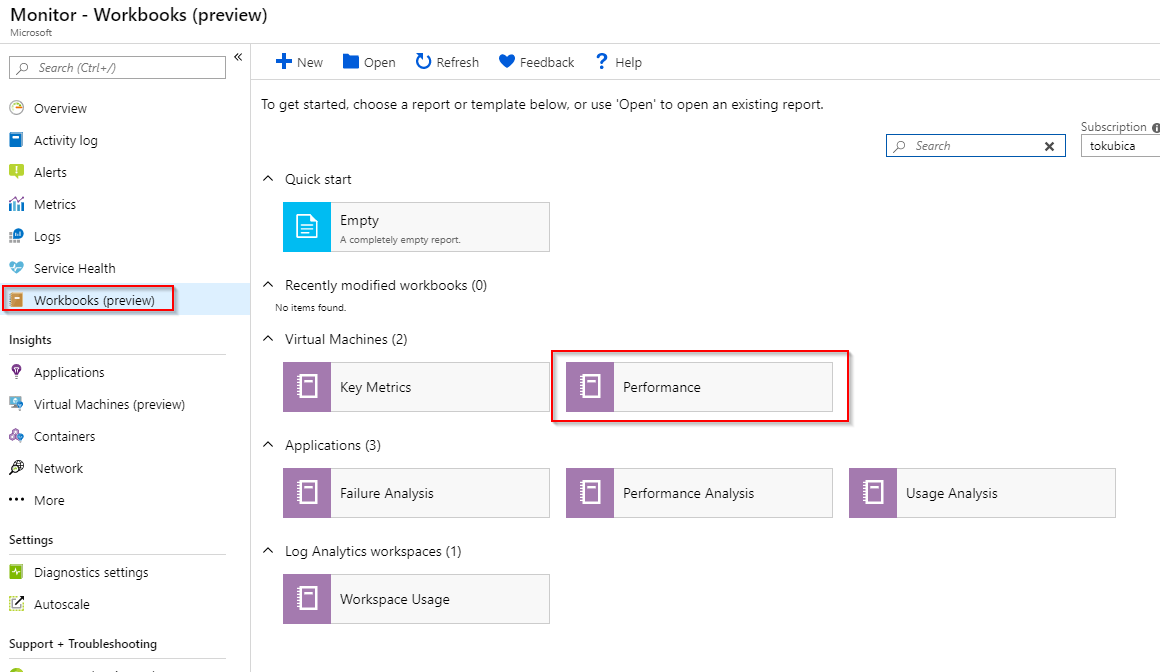 Monitor - Workbooks (preview)
Microsoft
Search (Ctrl+/)
«
Overview
Activity log
Alerts
Metrics
Logs
Service Health
Workbooks (preview)
Insights
Applications
Virtual Machines (preview)
Containers
Network
More
Settings
Diagnostics settings
Autoscale
Support + Troubleshooting
New Open Refresh Feedback ? Help
To get started, choose a report or template below, or use 'Open' to open an existing report.
Subscription
Search
tokubica
Quick start
Empty
A completely empty report.
Recently modified workbooks (0)
No items found.
Virtual Machines (2)
Key Metrics
Performance
Applications (3)
Failure Analysis
Performance Analysis
Usage Analysis
Log Analytics workspaces (1)
Workspace Usage